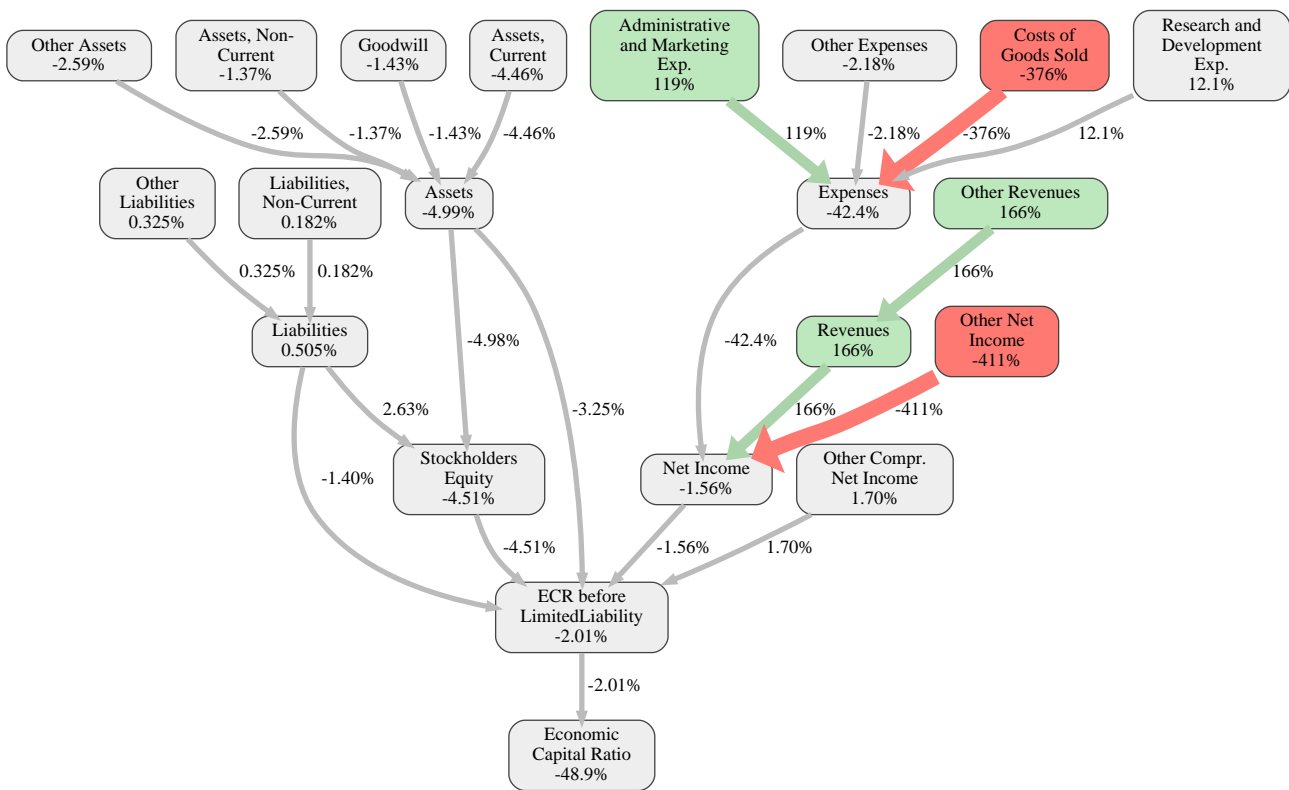 Other Assets
-2.59%
Assets, Non-
Current
-1.37%
Goodwill
-1.43%
Assets,
Current
-4.46%
Administrative
and Marketing
Exp.
119%
Other Expenses
-2.18%
Costs of
Goods Sold
-376%
Research and
Development
Exp.
12.1%
-2.59%
-1.37%
-1.43%
-4.46%
119%
-2.18%
-376%
12.1%
Other
Liabilities
0.325%
Liabilities,
Non-Current
0.182%
Assets
-4.99%
Expenses
-42.4%
Other Revenues
166%
0.325%
0.182%
166%
Liabilities
0.505%
-4.98%
-42.4%
Revenues
166%
Other Net
Income
-411%
2.63%
-3.25%
166%
-411%
-1.40%
Stockholders
Equity
-4.51%
Net Income
-1.56%
Other Compr.
Net Income
1.70%
-4.51%
-1.56%
1.70%
ECR before
LimitedLiability
-2.01%
-2.01%
Economic
Capital Ratio
-48.9%